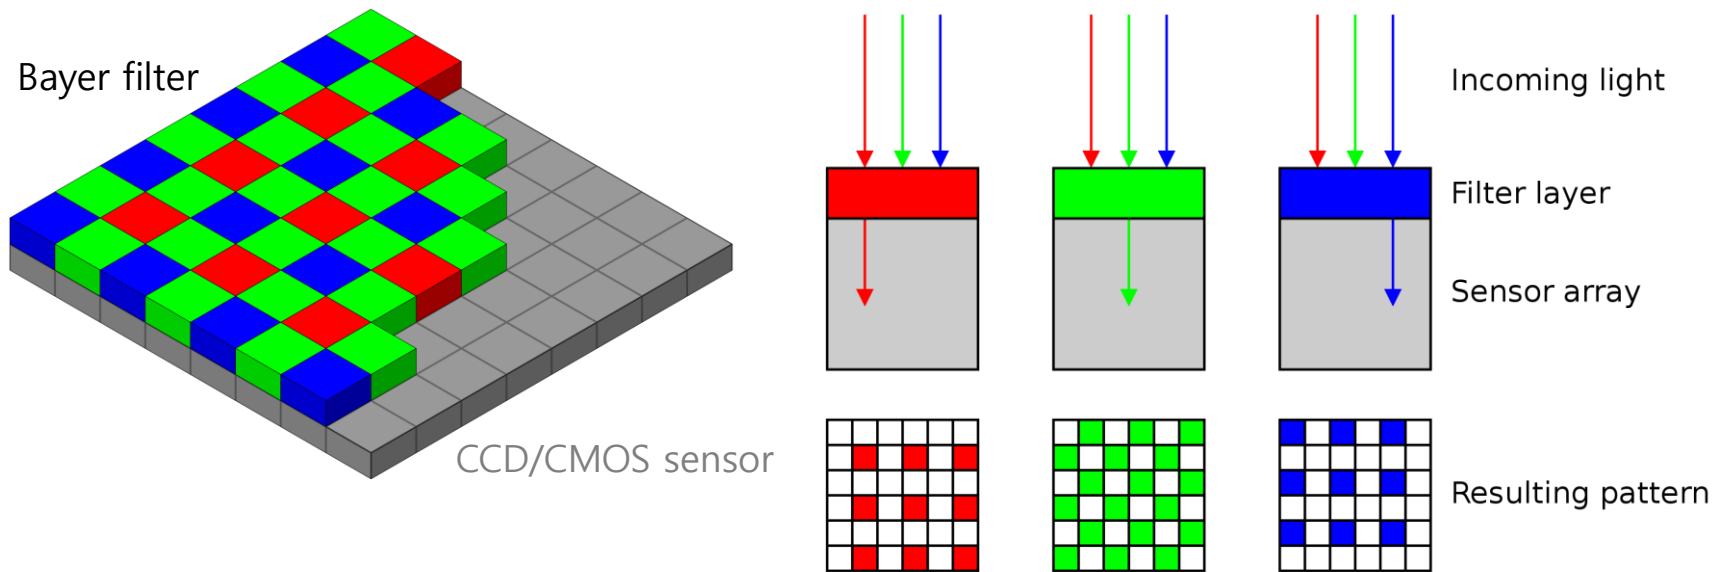 Bayer filter
CCD/CMOS sensor
Incoming light
Filter layer
Sensor array
Resulting pattern